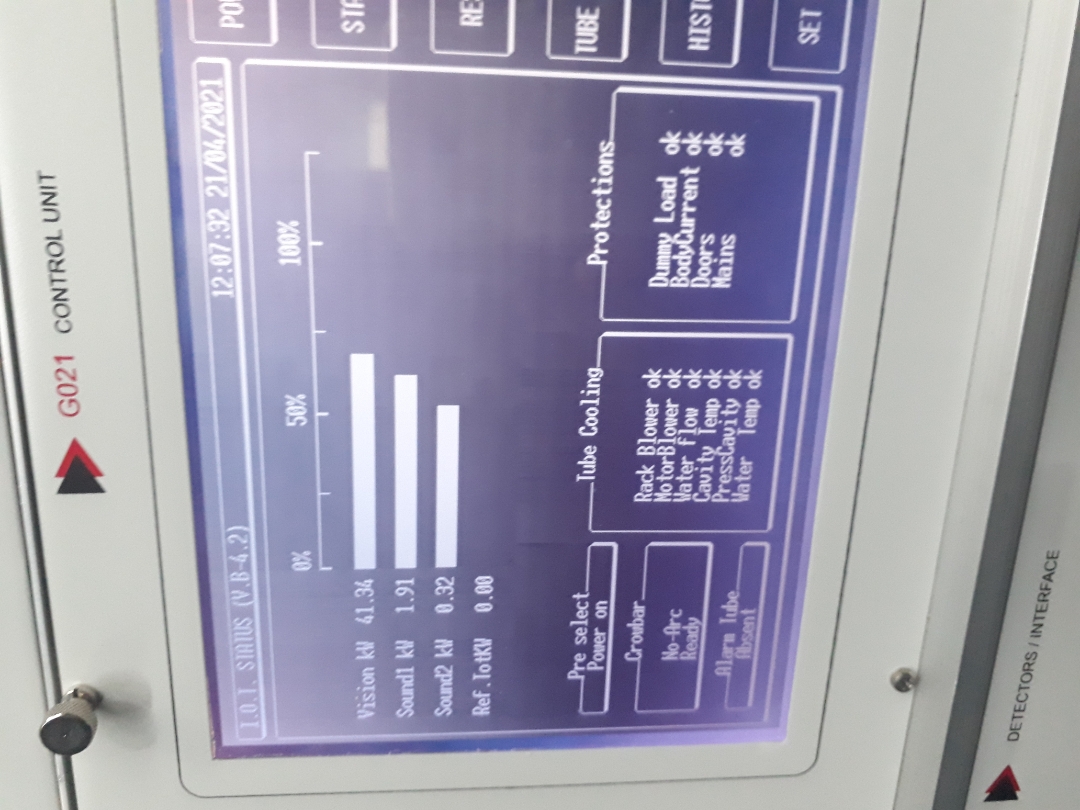 G021 CONTROL UNIT
I.O.T. STATUS (V.B-4.2) 12:07:32 21/04/2021
0% 50% 100%
Vision kW 41.34
Sound1 kW 1.91
Sound2 kW 0.32
Ref.TotKW 0.00
Pre select
Power on
Crowbar
No-Arc
Ready
Alarm Tube
Absent
Tube Cooling
Rack Blower ok
MotorBlower ok
Water flow ok
Cavity Temp ok
PressCavity ok
Water Temp ok
Protections
Dummy Load ok
BodyCurrent ok
Doors ok
Mains ok
TUBE
SET
DETECTORS / INTERFACE